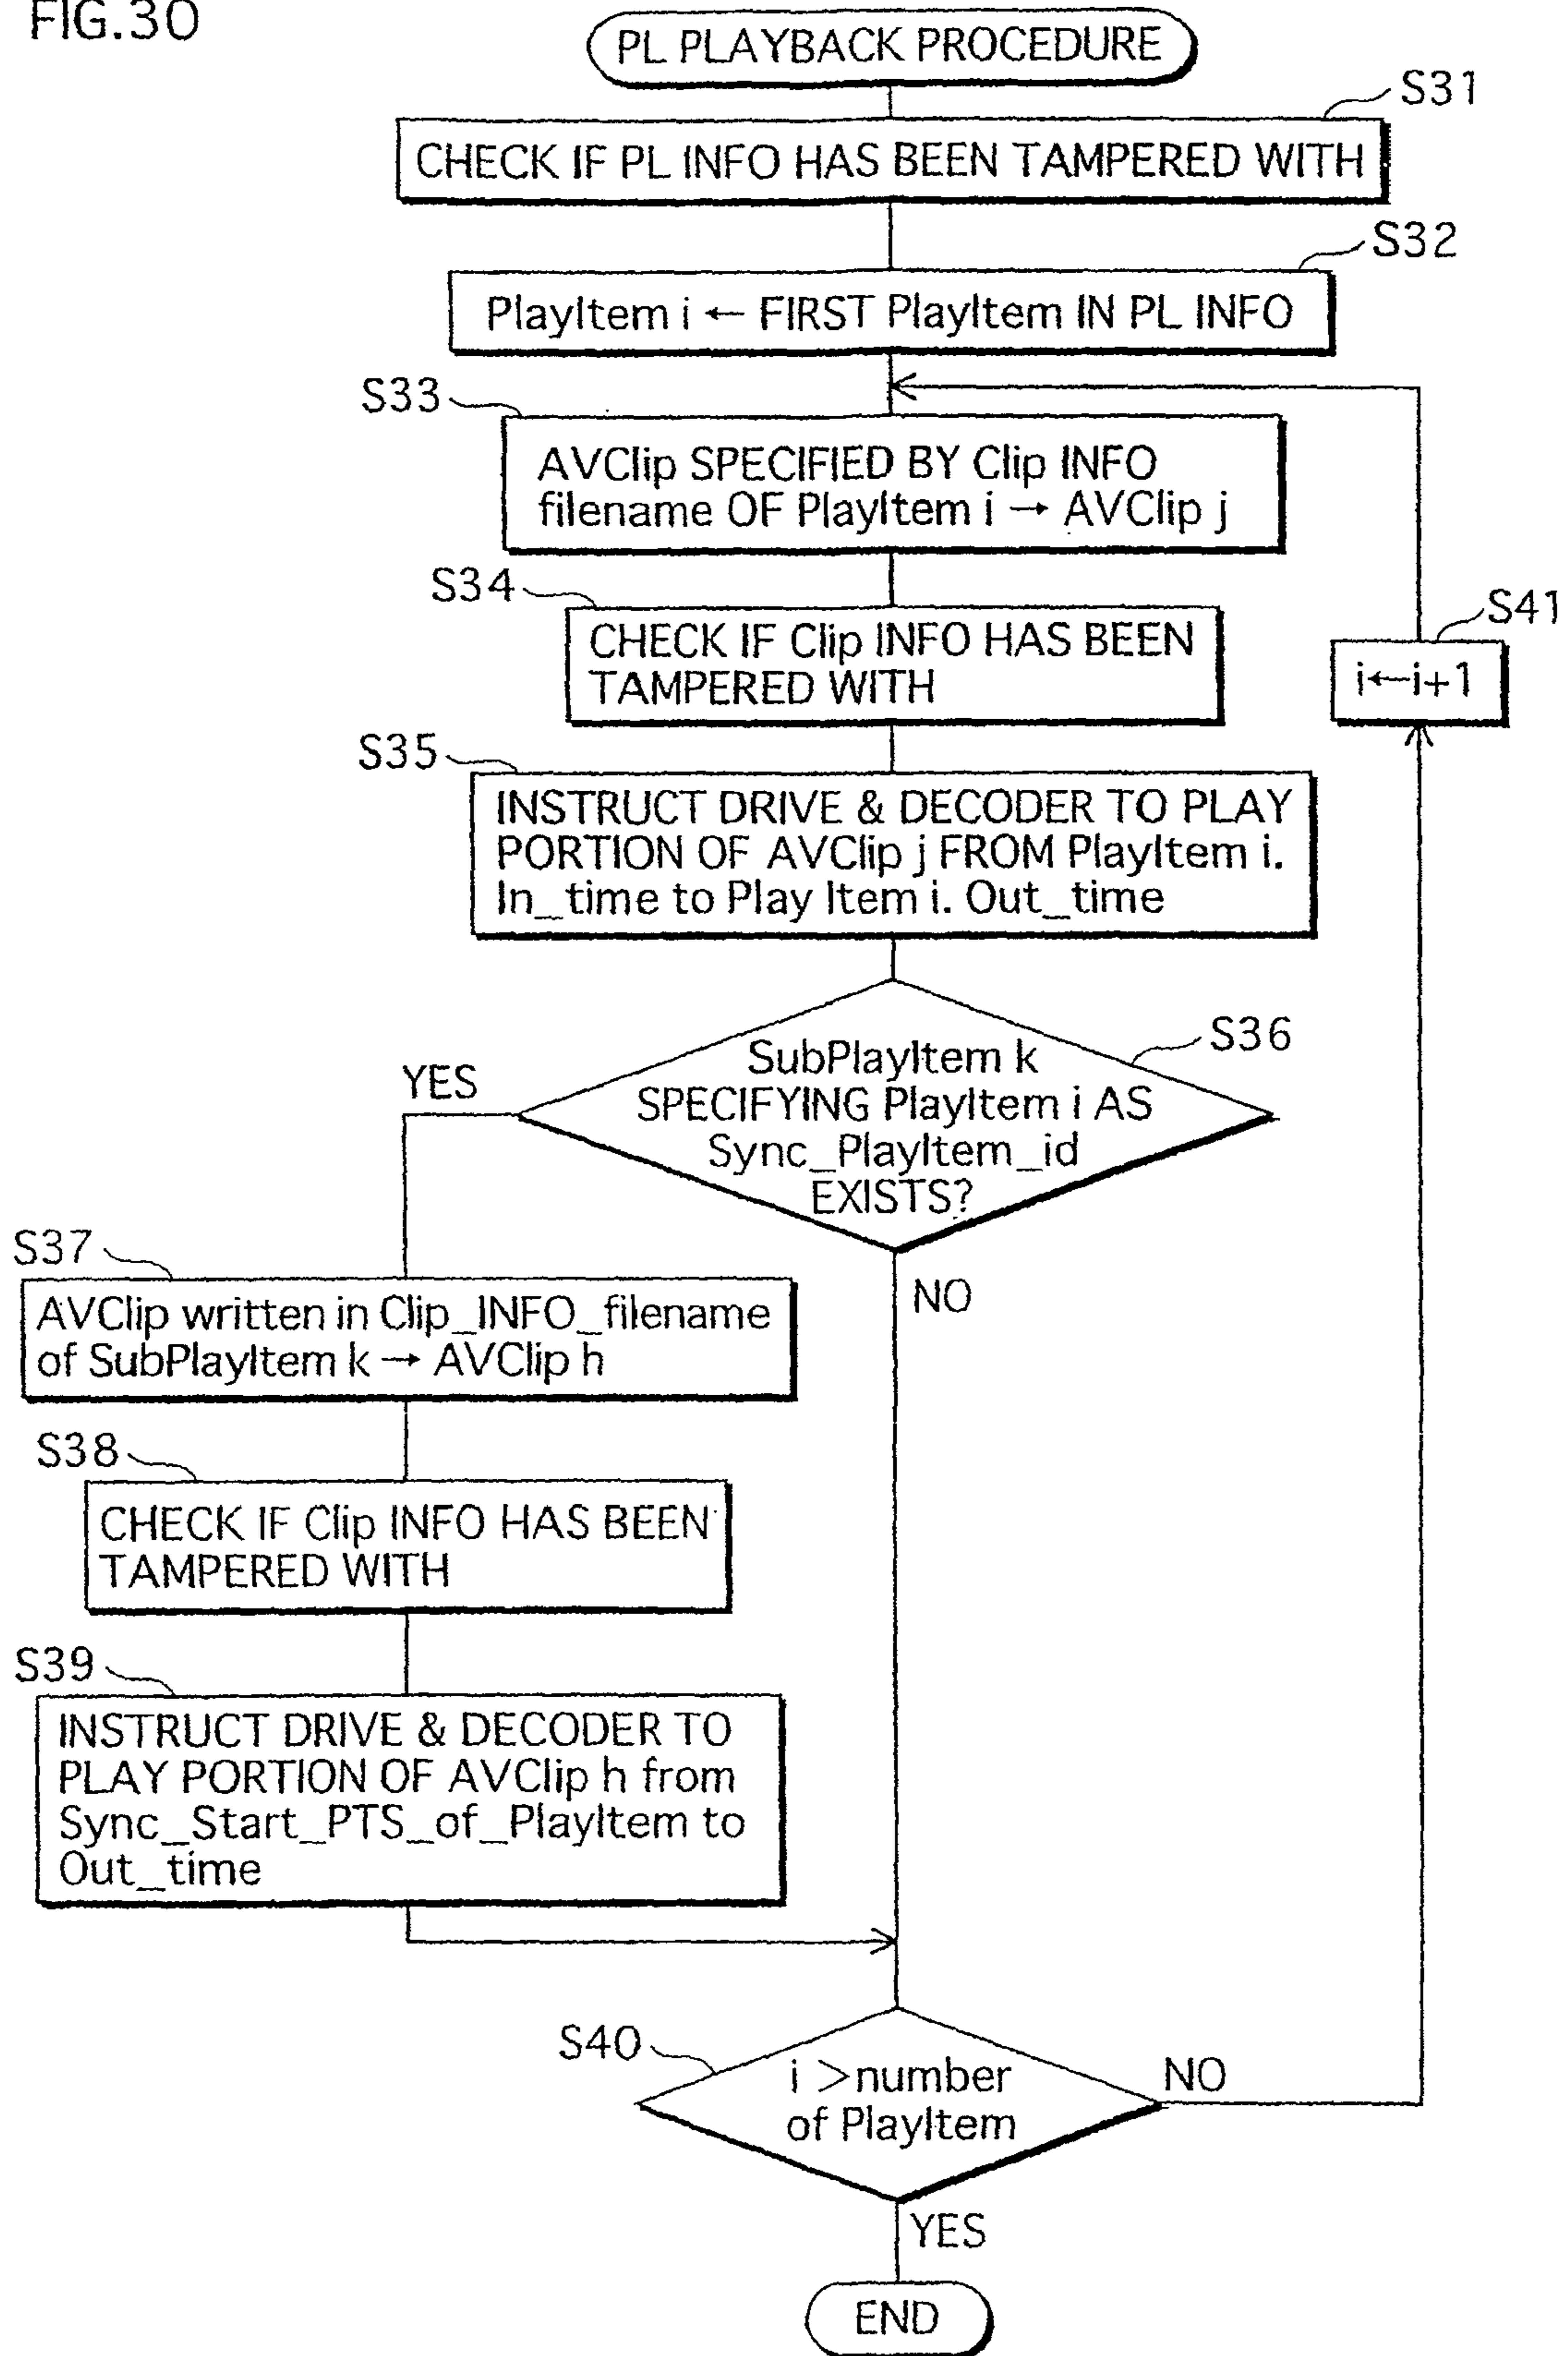 FIG.30
PL PLAYBACK PROCEDURE
S31
CHECK IF PL INFO HAS BEEN TAMPERED WITH
S32
PlayItem i ← FIRST PlayItem IN PL INFO
S33
AVClip SPECIFIED BY Clip INFO
filename OF PlayItem i → AVClip j
S34
CHECK IF Clip INFO HAS BEEN
TAMPERED WITH
S41
i←i+1
S35
INSTRUCT DRIVE & DECODER TO PLAY
PORTION OF AVClip j FROM PlayItem i.
In_time to Play Item i. Out_time
S36
SubPlayItem k
SPECIFYING PlayItem i AS
Sync_PlayItem_id
EXISTS?
YES
NO
S37
AVClip written in Clip_INFO_filename
of SubPlayItem k → AVClip h
S38
CHECK IF Clip INFO HAS BEEN
TAMPERED WITH
S39
INSTRUCT DRIVE & DECODER TO
PLAY PORTION OF AVClip h from
Sync_Start_PTS_of_PlayItem to
Out_time
S40
i >number
of PlayItem
NO
YES
END